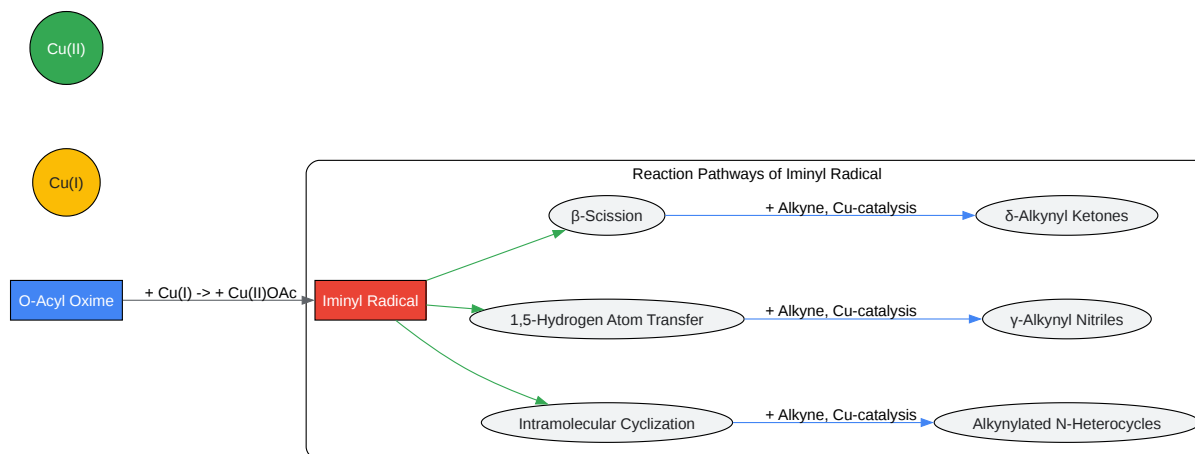 Cu(II)
Cu(I)
Reaction Pathways of Iminyl Radical
β-Scission
+ Alkyne, Cu-catalysis
δ-Alkynyl Ketones
O-Acyl Oxime
+ Cu(I) -> + Cu(II)OAc
Iminyl Radical
1,5-Hydrogen Atom Transfer
+ Alkyne, Cu-catalysis
γ-Alkynyl Nitriles
Intramolecular Cyclization
+ Alkyne, Cu-catalysis
Alkynylated N-Heterocycles